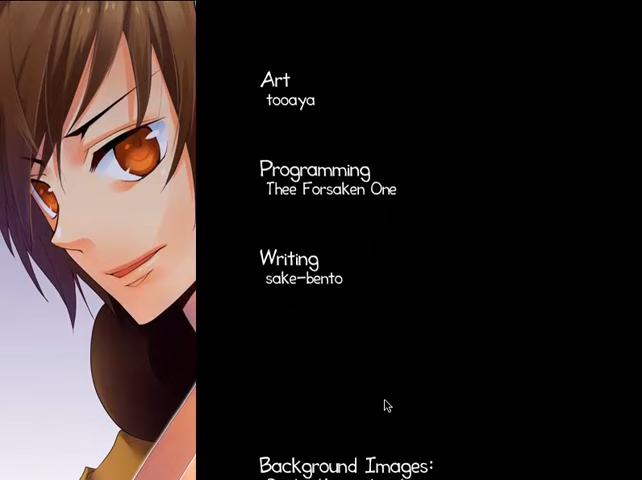 Art
tooaya
Programming
Thee Forsaken One
Writing
sake-bento
Background Images: